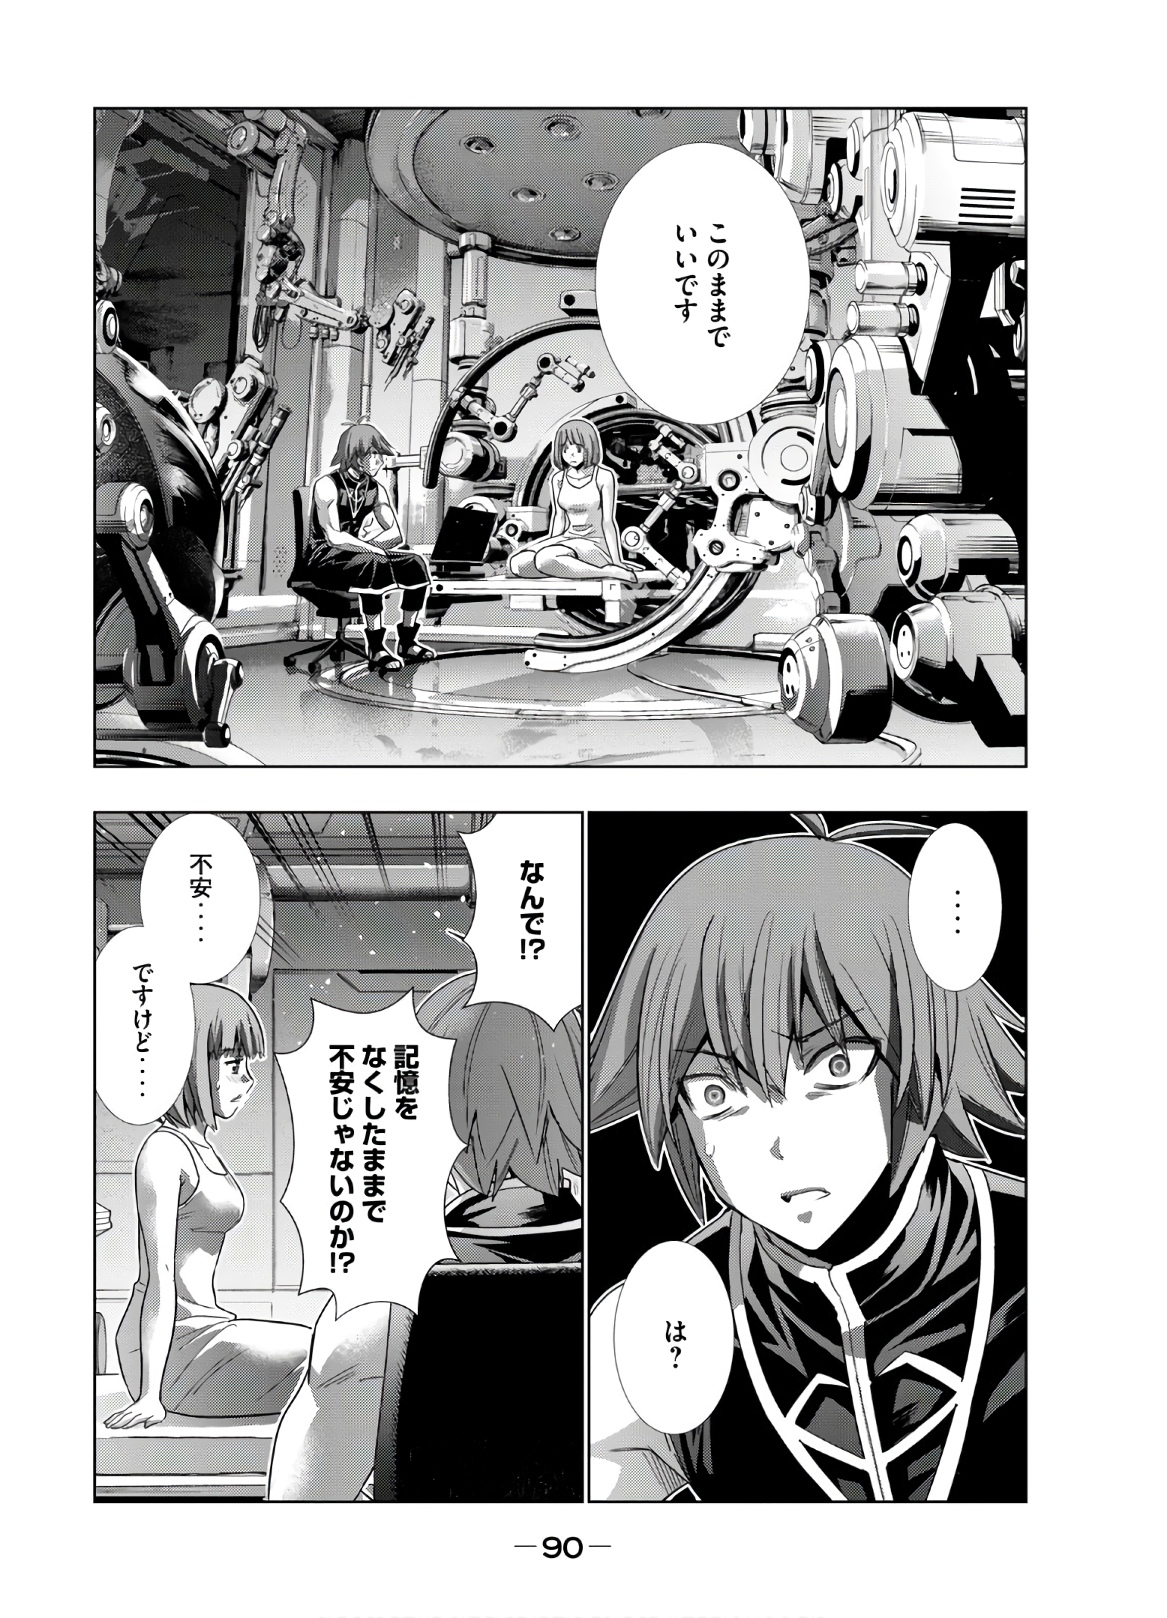 このままで
いいです
‥‥
は?
なんで!?
記憶を
なくしたままで
不安じゃないのか!?
不安‥‥
ですけど‥‥‥
―90―